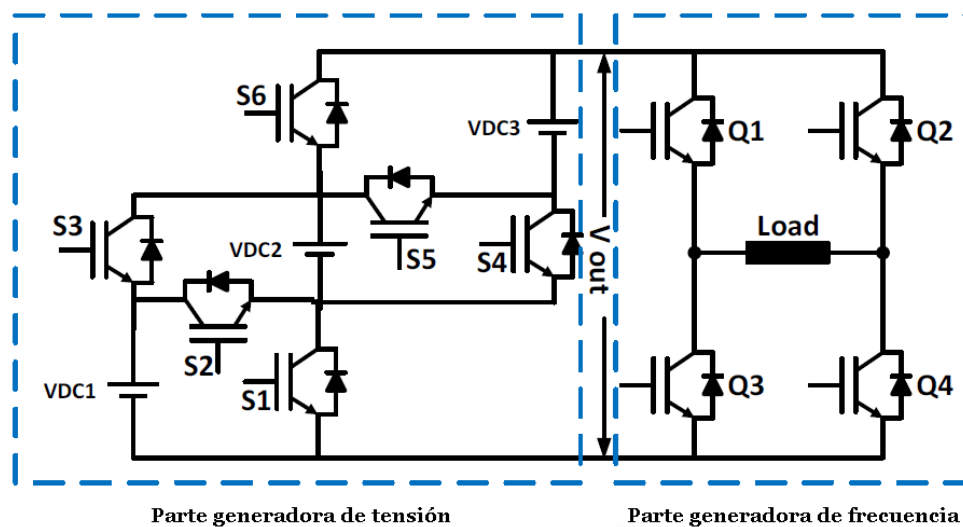 S6
VDC3
Q1
Q2
S3
VDC2
S5
S4
V out
Load
S2
VDC1
S1
Q3
Q4
Parte generadora de tensión
Parte generadora de frecuencia